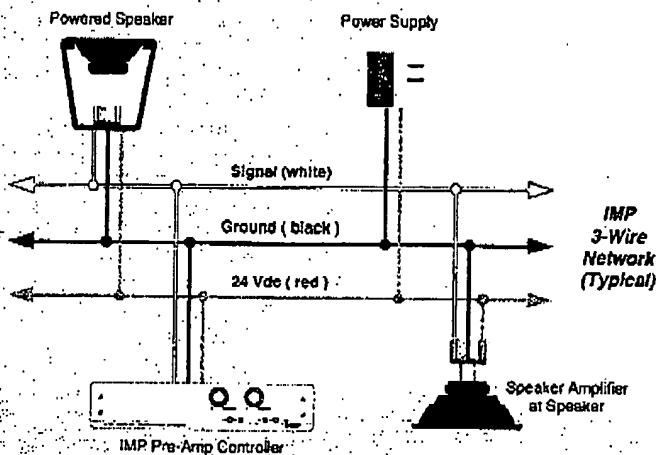 Powered Speaker
Power Supply
Signal (white)
Ground ( black )
24 Vdc ( red )
IMP
3-Wire
Network
(Typical)
Speaker Amplifier
at Speaker
IMP Pre-Amp Controller